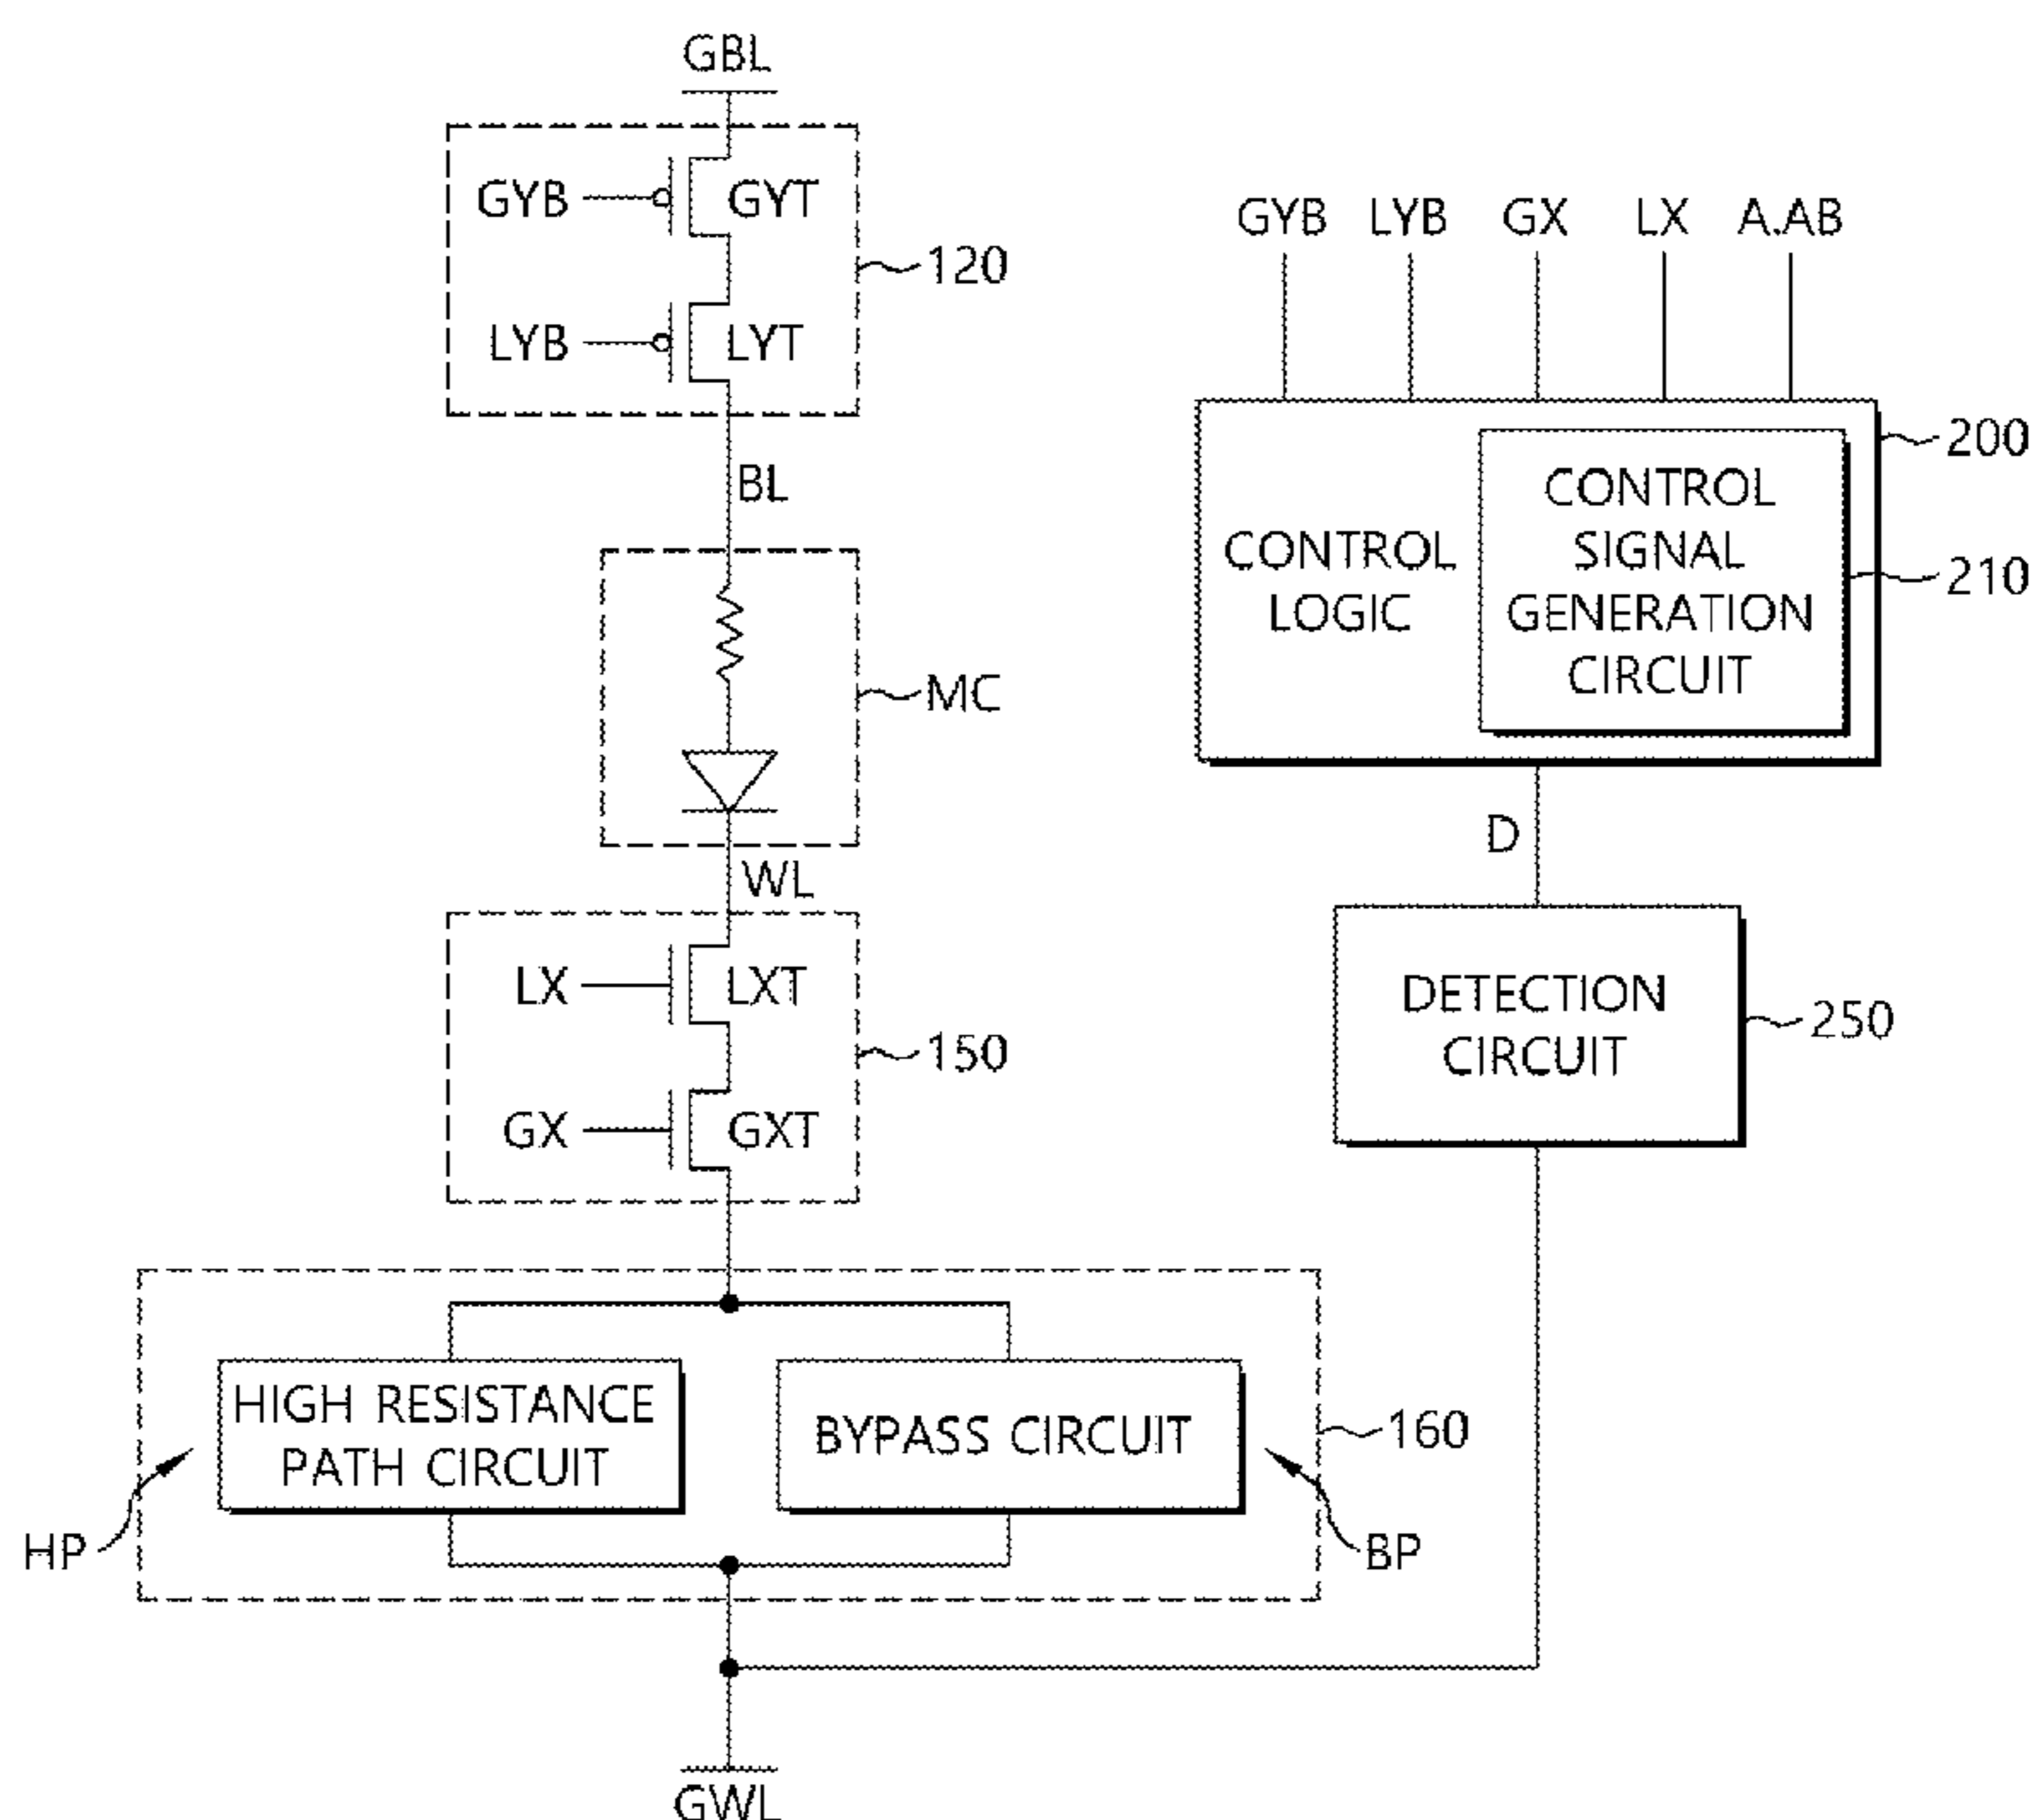 GBL
GYB
GYT
120
LYB
LYT
BL
MC
WL
LX
LXT
150
GX
GXT
HIGH RESISTANCE
PATH CIRCUIT
BYPASS CIRCUIT
160
HP
BP
GWL
GYB LYB GX LX A.AB
200
CONTROL
LOGIC
CONTROL
SIGNAL
GENERATION
CIRCUIT
210
D
DETECTION
CIRCUIT
250